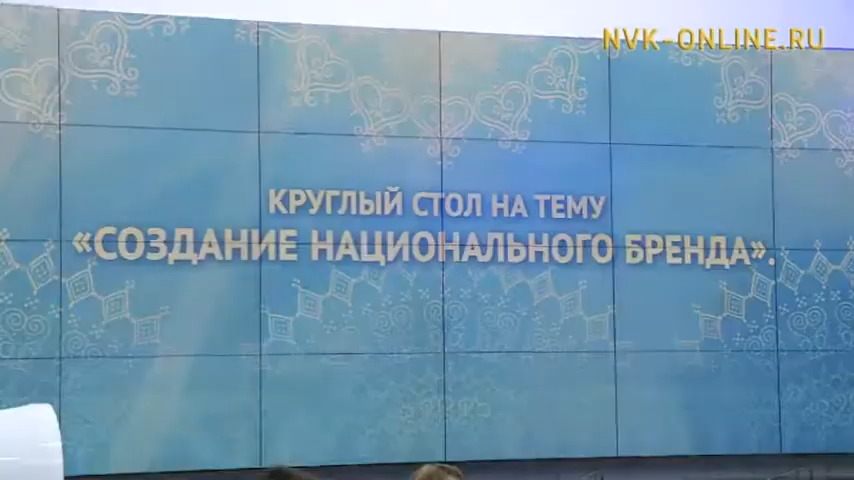 NVK-ONLINE.RU
КРУГЛЫЙ СТОЛ НА ТЕМУ
«СОЗДАНИЕ НАЦИОНАЛЬНОГО БРЕНДА».